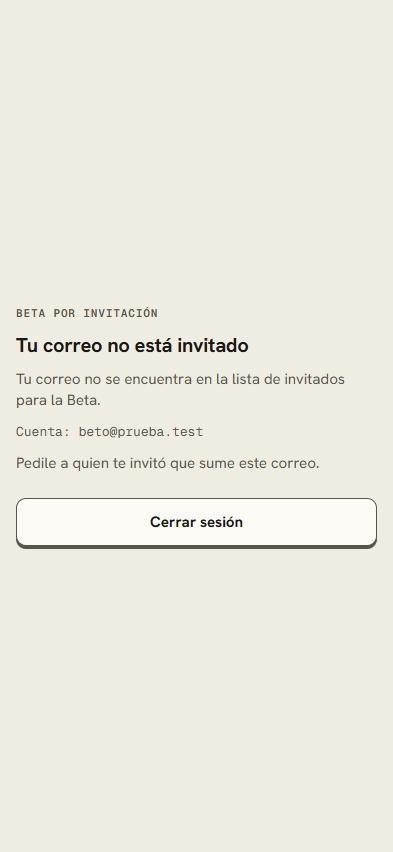 BETA POR INVITACIÓN
Tu correo no está invitado
Tu correo no se encuentra en la lista de invitados
para la Beta.
Cuenta: beto@prueba.test
Pedile a quien te invitó que sume este correo.
Cerrar sesión